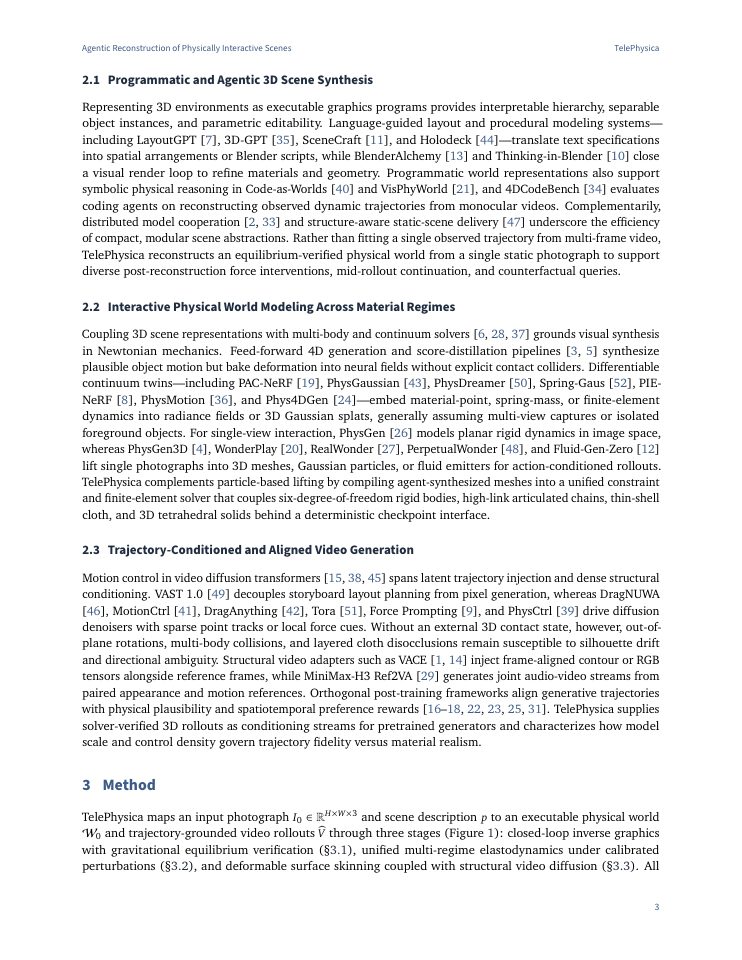 Agentic Reconstruction of Physically Interactive Scenes
TelePhysica
2.1 Programmatic and Agentic 3D Scene Synthesis
Representing 3D environments as executable graphics programs provides interpretable hierarchy, separable
object instances, and parametric editability. Language-guided layout and procedural modeling systems—
including LayoutGPT [7], 3D-GPT [35], SceneCraft [11], and Holodeck [44]—translate text specifications
into spatial arrangements or Blender scripts, while BlenderAlchemy [13] and Thinking-in-Blender [10] close
a visual render loop to refine materials and geometry. Programmatic world representations also support
symbolic physical reasoning in Code-as-Worlds [40] and VisPhyWorld [21], and 4DCodeBench [34] evaluates
coding agents on reconstructing observed dynamic trajectories from monocular videos. Complementarily,
distributed model cooperation [2, 33] and structure-aware static-scene delivery [47] underscore the efficiency
of compact, modular scene abstractions. Rather than fitting a single observed trajectory from multi-frame video,
TelePhysica reconstructs an equilibrium-verified physical world from a single static photograph to support
diverse post-reconstruction force interventions, mid-rollout continuation, and counterfactual queries.
2.2 Interactive Physical World Modeling Across Material Regimes
Coupling 3D scene representations with multi-body and continuum solvers [6, 28, 37] grounds visual synthesis
in Newtonian mechanics. Feed-forward 4D generation and score-distillation pipelines [3, 5] synthesize
plausible object motion but bake deformation into neural fields without explicit contact colliders. Differentiable
continuum twins—including PAC-NeRF [19], PhysGaussian [43], PhysDreamer [50], Spring-Gaus [52], PIE-
NeRF [8], PhysMotion [36], and Phys4DGen [24]—embed material-point, spring-mass, or finite-element
dynamics into radiance fields or 3D Gaussian splats, generally assuming multi-view captures or isolated
foreground objects. For single-view interaction, PhysGen [26] models planar rigid dynamics in image space,
whereas PhysGen3D [4], WonderPlay [20], RealWonder [27], PerpetualWonder [48], and Fluid-Gen-Zero [12]
lift single photographs into 3D meshes, Gaussian particles, or fluid emitters for action-conditioned rollouts.
TelePhysica complements particle-based lifting by compiling agent-synthesized meshes into a unified constraint
and finite-element solver that couples six-degree-of-freedom rigid bodies, high-link articulated chains, thin-shell
cloth, and 3D tetrahedral solids behind a deterministic checkpoint interface.
2.3 Trajectory-Conditioned and Aligned Video Generation
Motion control in video diffusion transformers [15, 38, 45] spans latent trajectory injection and dense structural
conditioning. VAST 1.0 [49] decouples storyboard layout planning from pixel generation, whereas DragNUWA
[46], MotionCtrl [41], DragAnything [42], Tora [51], Force Prompting [9], and PhysCtrl [39] drive diffusion
denoisers with sparse point tracks or local force cues. Without an external 3D contact state, however, out-of-
plane rotations, multi-body collisions, and layered cloth disocclusions remain susceptible to silhouette drift
and directional ambiguity. Structural video adapters such as VACE [1, 14] inject frame-aligned contour or RGB
tensors alongside reference frames, while MiniMax-H3 Ref2VA [29] generates joint audio-video streams from
paired appearance and motion references. Orthogonal post-training frameworks align generative trajectories
with physical plausibility and spatiotemporal preference rewards [16–18, 22, 23, 25, 31]. TelePhysica supplies
solver-verified 3D rollouts as conditioning streams for pretrained generators and characterizes how model
scale and control density govern trajectory fidelity versus material realism.
3 Method
TelePhysica maps an input photograph I₀ ∈ ℝ^{H×W×3} and scene description p to an executable physical world
𝒲₀ and trajectory-grounded video rollouts V̂ through three stages (Figure 1): closed-loop inverse graphics
with gravitational equilibrium verification (§3.1), unified multi-regime elastodynamics under calibrated
perturbations (§3.2), and deformable surface skinning coupled with structural video diffusion (§3.3). All
3